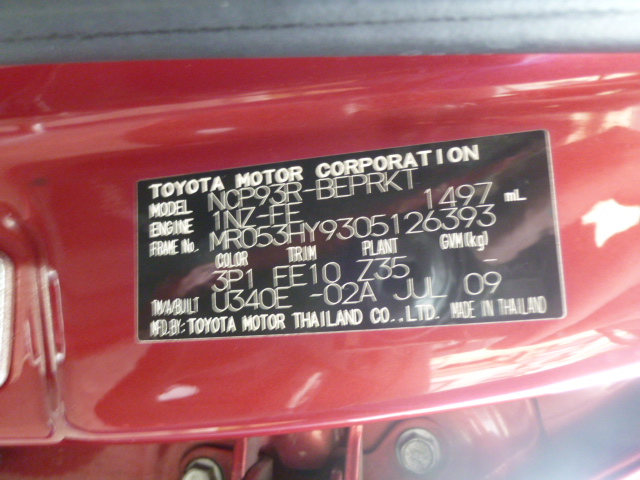 TOYOTA MOTOR CORPORATION
MODEL NCP93R-BEPRKT
ENGINE 1NZ-FE 1497 mL
FRAME No. MR053HY9305126393
COLOR TRIM PLANT GVM(kg)
3P1 FE10 Z35 -
TM/A/BUILT U340E -02A JUL 09
MFD.BY: TOYOTA MOTOR THAILAND CO.,LTD. MADE IN THAILAND